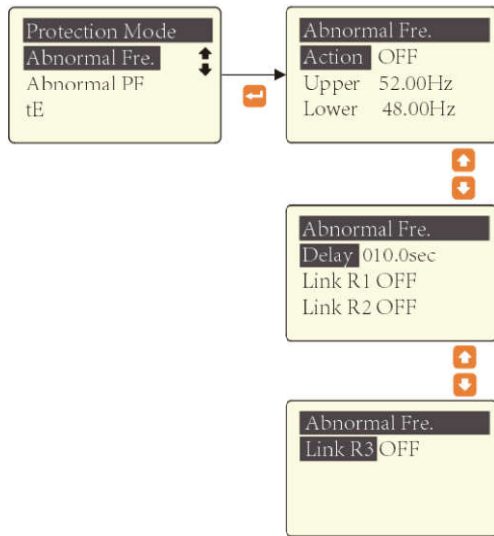 Protection Mode
Abnormal Fre.
Abnormal PF
tE
Abnormal Fre.
Action OFF
Upper 52.00Hz
Lower 48.00Hz
Abnormal Fre.
Delay 010.0sec
Link R1 OFF
Link R2 OFF
Abnormal Fre.
Link R3 OFF